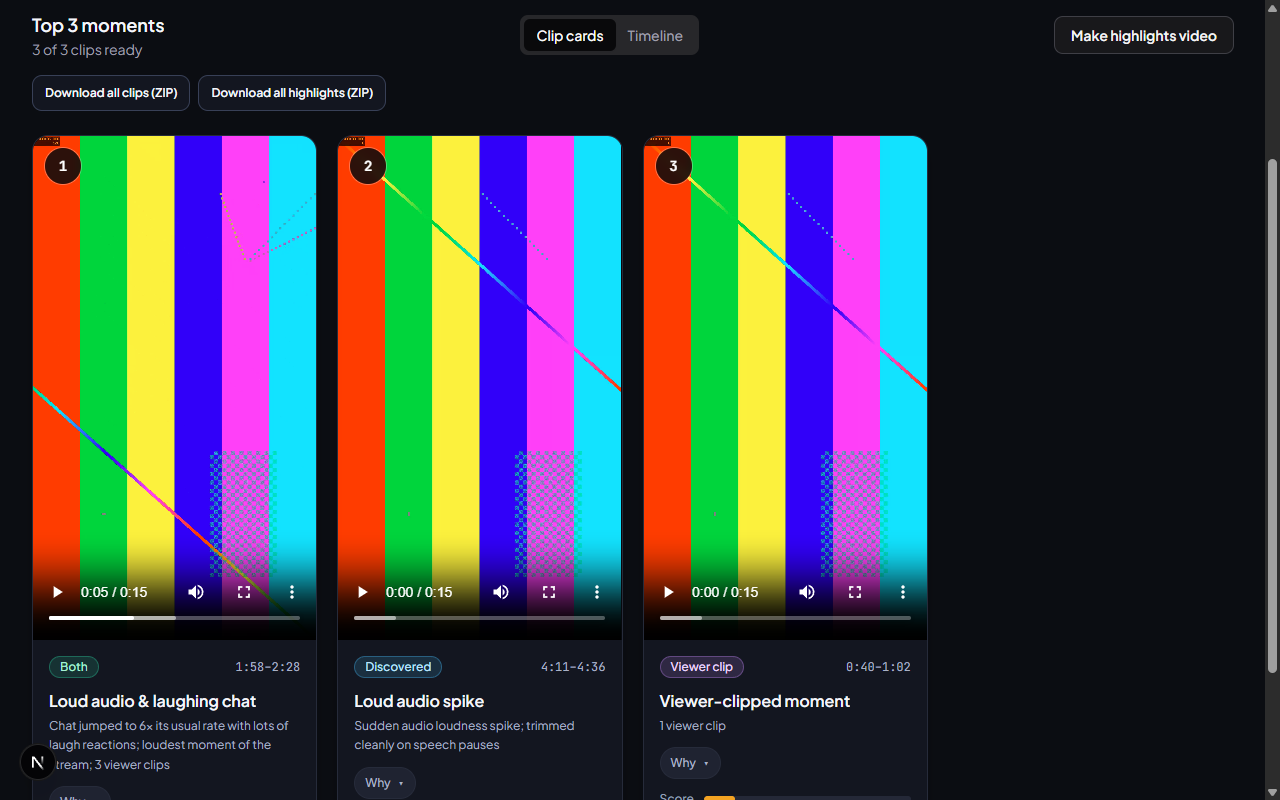 Top 3 moments
3 of 3 clips ready
Clip cards Timeline
Make highlights video
Download all clips (ZIP) Download all highlights (ZIP)
1
0:05 / 0:15
Both 1:58–2:28
Loud audio & laughing chat
Chat jumped to 6× its usual rate with lots of
laugh reactions; loudest moment of the
stream; 3 viewer clips
Why
2
0:00 / 0:15
Discovered 4:11–4:36
Loud audio spike
Sudden audio loudness spike; trimmed
cleanly on speech pauses
Why
3
0:00 / 0:15
Viewer clip 0:40–1:02
Viewer-clipped moment
1 viewer clip
Why
Score
N